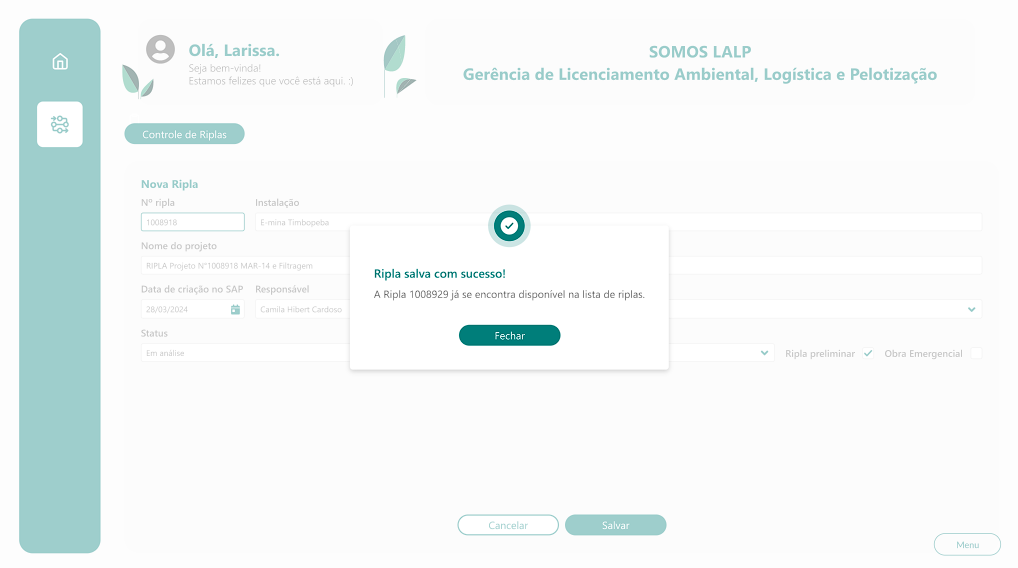 Olá, Larissa.
Seja bem-vinda!
Estamos felizes que você está aqui. :)
SOMOS LALP
Gerência de Licenciamento Ambiental, Logística e Pelotização
Controle de Riplas
Nova Ripla
Nº ripla
Instalação
1008918
E-mina Timbopeba
Nome do projeto
RIPLA Projeto N°1008918 MAR-14 e Filtragem
Data de criação no SAP
Responsável
28/03/2024
Camila Hibert Cardoso
Status
Em análise
Ripla preliminar
Obra Emergencial
Ripla salva com sucesso!
A Ripla 1008929 já se encontra disponível na lista de riplas.
Fechar
Cancelar
Salvar
Menu